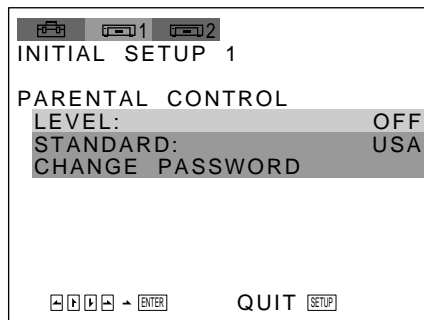 1 2
INITIAL SETUP 1
PARENTAL CONTROL
LEVEL: OFF
STANDARD: USA
CHANGE PASSWORD
ENTER QUIT SETUP